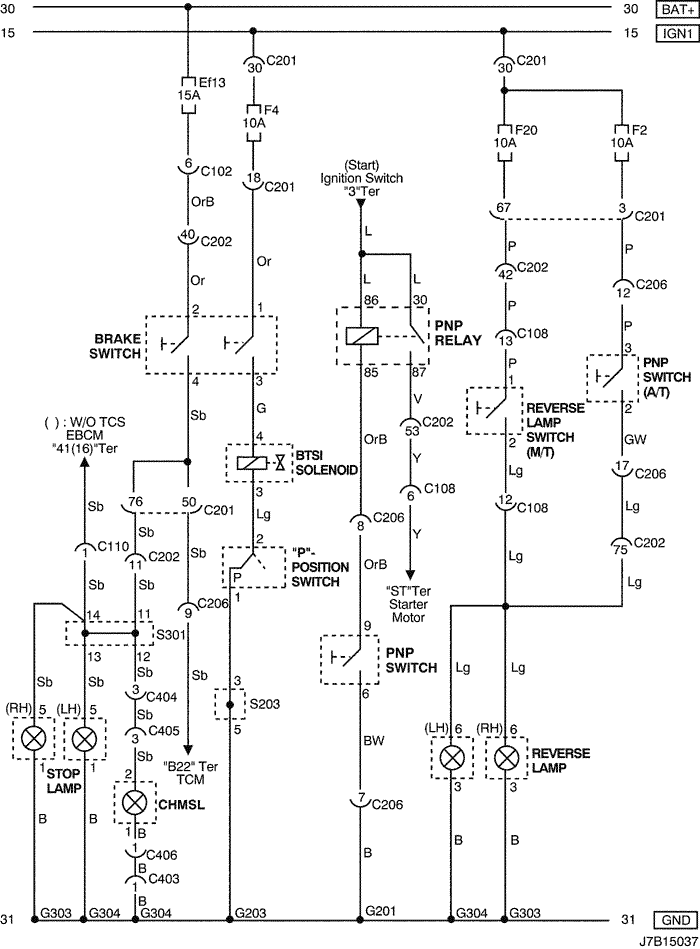 30
30
BAT+
15
15
IGN1
C201
30
C201
30
Ef13
15A
F4
10A
F20
10A
F2
10A
6
C102
18
C201
(Start)
Ignition Switch
"3"Ter
67
3
C201
OrB
40
C202
L
P
P
C202
42
C206
12
Or
Or
L
L
P
P
2
1
86
30
BRAKE
SWITCH
PNP
RELAY
13
C108
P
3
1
PNP
SWITCH
(A/T)
4
3
85
87
REVERSE
LAMP
SWITCH
(M/T)
2
2
Sb
G
V
( ) : W/O TCS
EBCM
"41(16)"Ter
4
BTSI
SOLENOID
3
OrB
C202
53
Y
GW
17
C206
Lg
76
50
C201
Lg
6
C108
Y
12
C108
Lg
Sb
Sb
Sb
8
C206
C110
1
C202
11
2
"P"-
POSITION
SWITCH
P
1
OrB
Lg
75
C202
Lg
Sb
Sb
C206
9
"ST"Ter
Starter
Motor
14
11
S301
13
12
9
PNP
SWITCH
6
Sb
Sb
Sb
Sb
3
C404
Sb
3
S203
5
Lg
Lg
(RH)
5
(LH)
5
C405
3
Sb
(LH)
6
(RH)
6
BW
REVERSE
LAMP
1
1
STOP
LAMP
"B22" Ter
TCM
2
CHMSL
3
3
7
C206
B
B
1
B
1
C406
B
C403
1
B
B
B
B
31
G303
G304
G304
G203
G201
G304
G303
31
GND
J7B15037